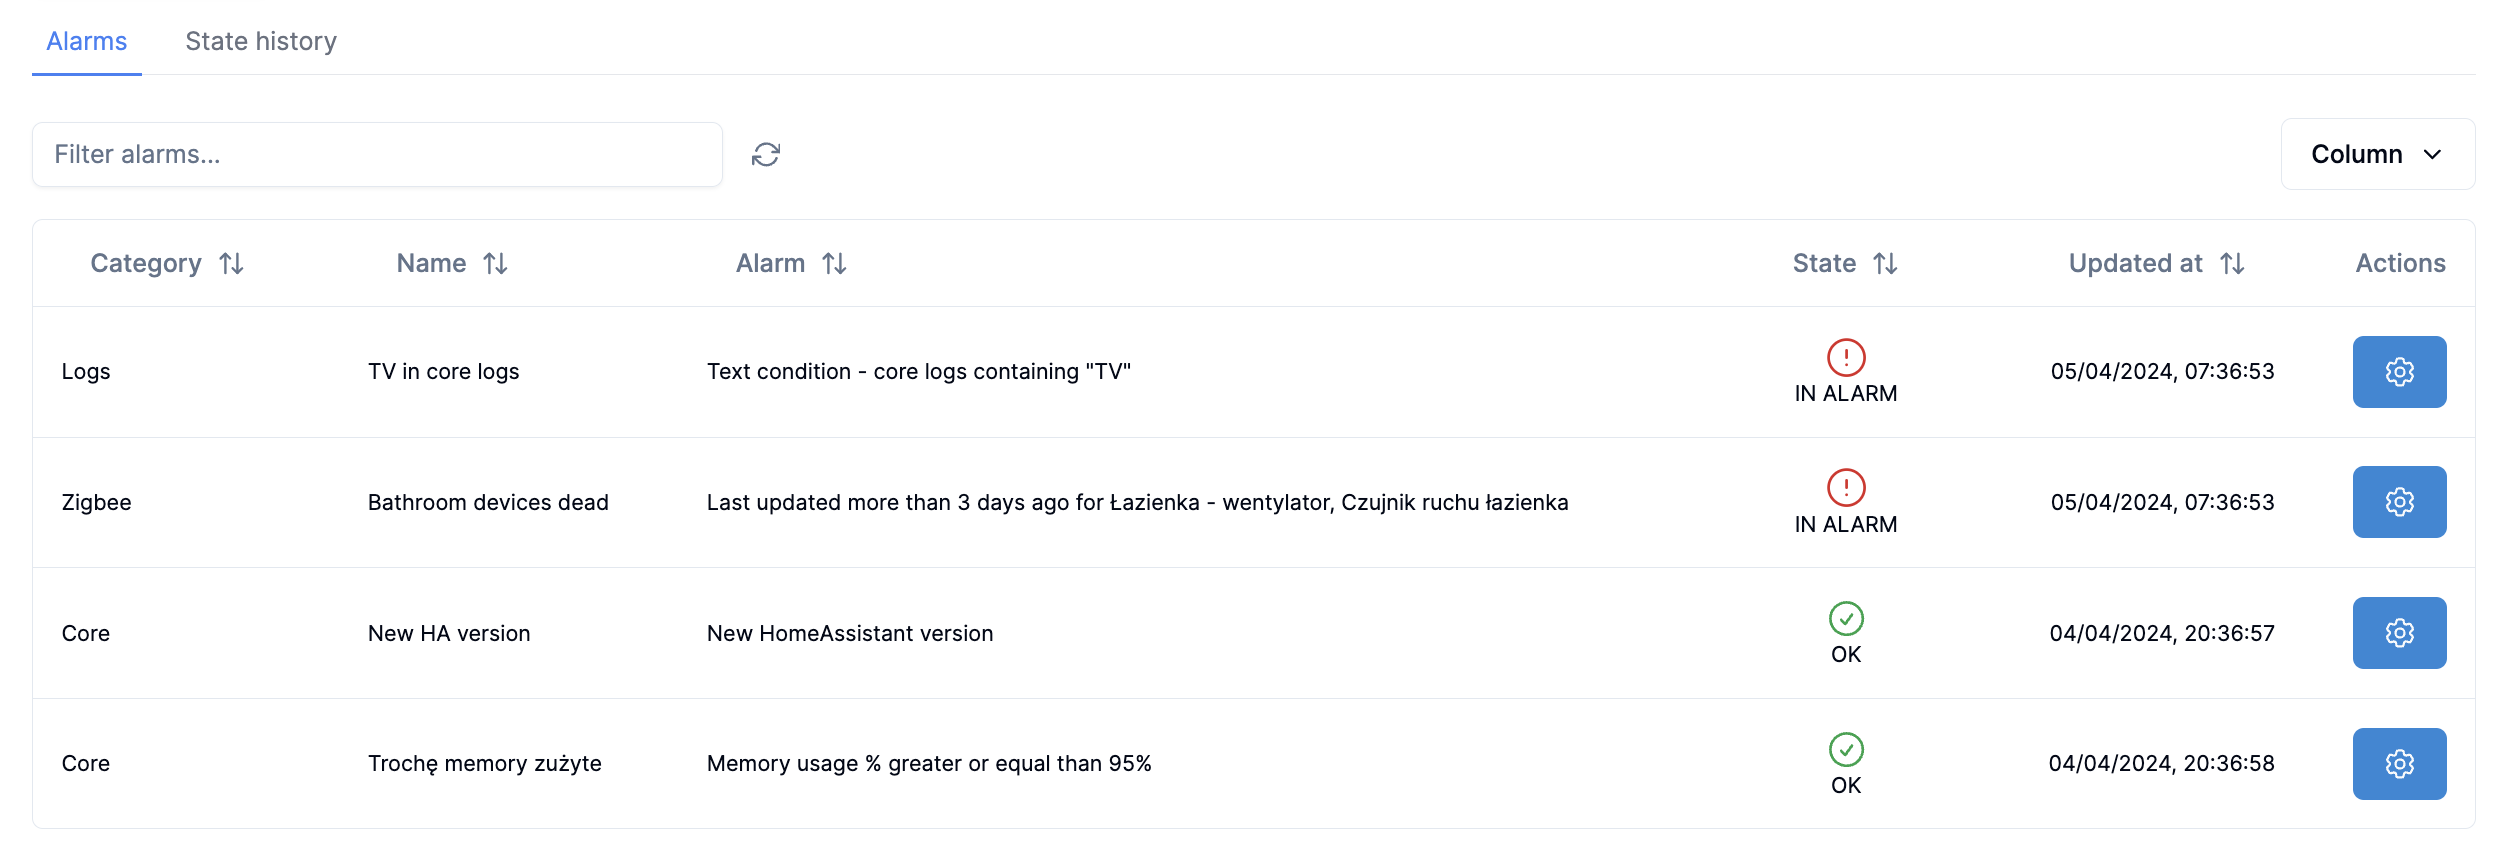 Alarms State history
Filter alarms...
Column
Category Name Alarm State Updated at Actions
Logs TV in core logs Text condition - core logs containing "TV" IN ALARM 05/04/2024, 07:36:53
Zigbee Bathroom devices dead Last updated more than 3 days ago for Łazienka - wentylator, Czujnik ruchu łazienka IN ALARM 05/04/2024, 07:36:53
Core New HA version New HomeAssistant version OK 04/04/2024, 20:36:57
Core Trochę memory zużyte Memory usage % greater or equal than 95% OK 04/04/2024, 20:36:58